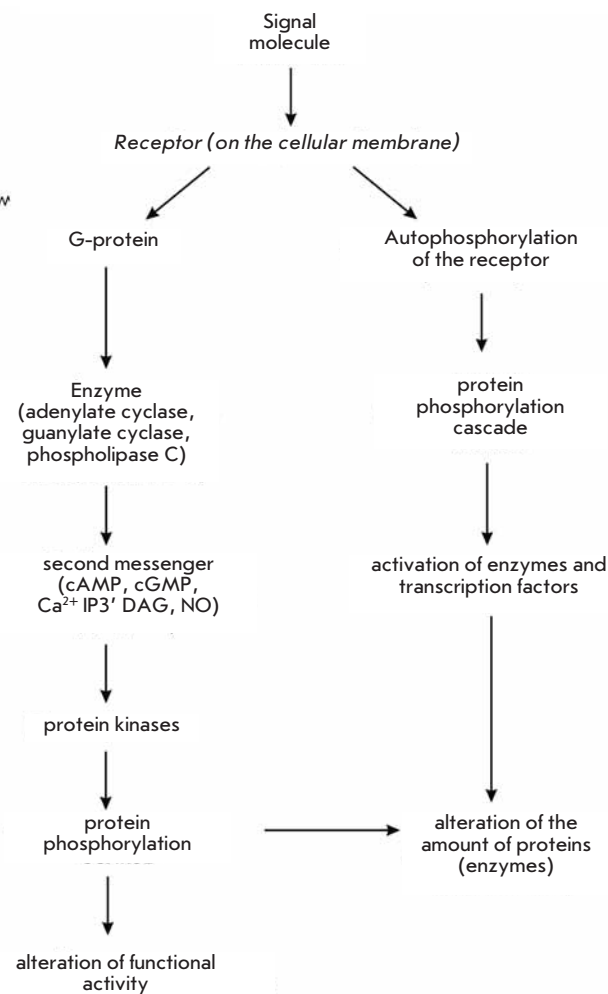 Signal
molecule
Receptor (on the cellular membrane)
G-protein
Autophosphorylation
of the receptor
Enzyme
(adenylate cyclase,
guanylate cyclase,
phospholipase C)
protein
phosphorylation
cascade
second messenger
(cAMP, cGMP,
Ca²⁺ IP3' DAG, NO)
activation of enzymes and
transcription factors
protein kinases
protein
phosphorylation
alteration of the
amount of proteins
(enzymes)
alteration of functional
activity